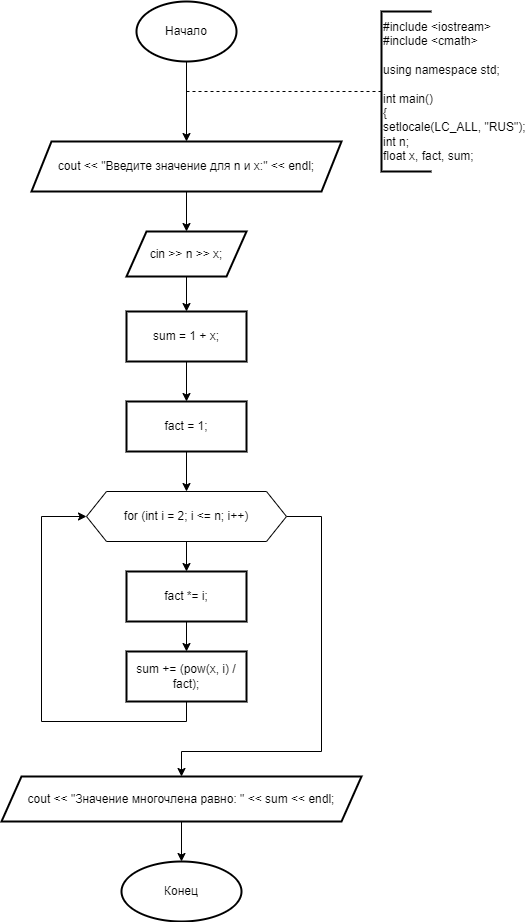 Начало
#include <iostream>
#include <cmath>
using namespace std;
int main()
{
setlocale(LC_ALL, "RUS");
int n;
float x, fact, sum;
cout << "Введите значение для n и x:" << endl;
cin >> n >> x;
sum = 1 + x;
fact = 1;
for (int i = 2; i <= n; i++)
fact *= i;
sum += (pow(x, i) /
fact);
cout << "Значение многочлена равно: " << sum << endl;
Конец